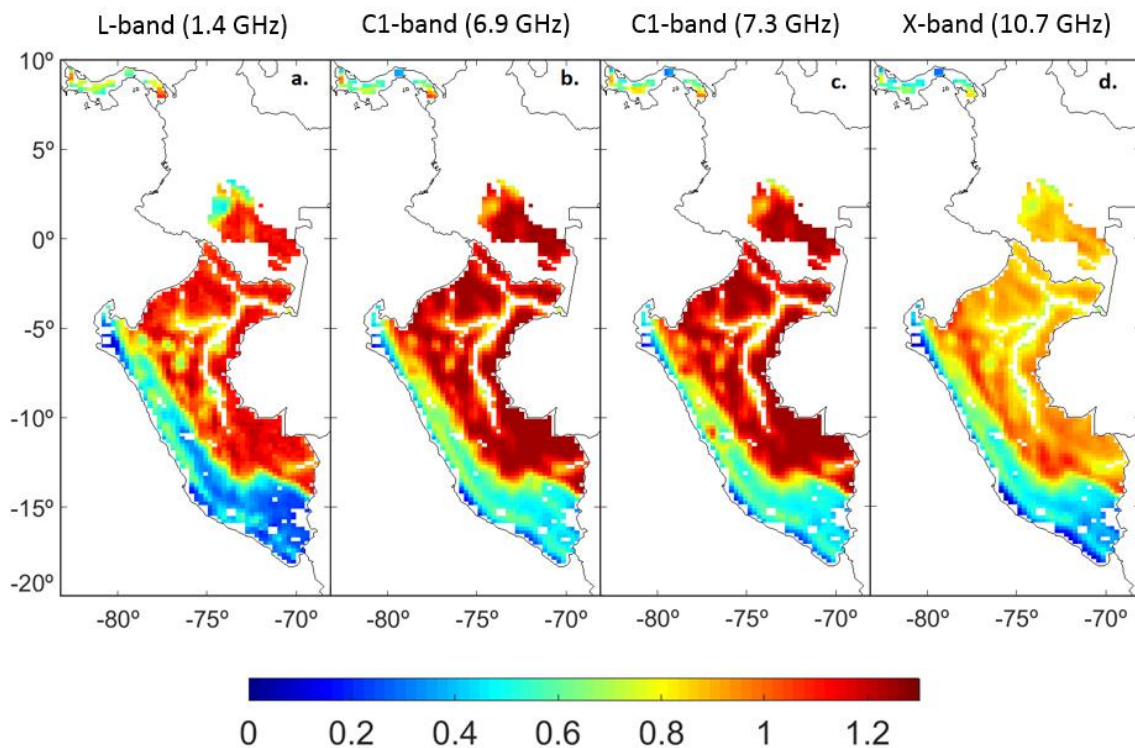 L-band (1.4 GHz) C1-band (6.9 GHz) C1-band (7.3 GHz) X-band (10.7 GHz)
10º a. b. c. d.
5º
0º
-5º
-10º
-15º
-20º
-80º -75º -70º -80º -75º -70º -80º -75º -70º -80º -75º -70º
0 0.2 0.4 0.6 0.8 1 1.2